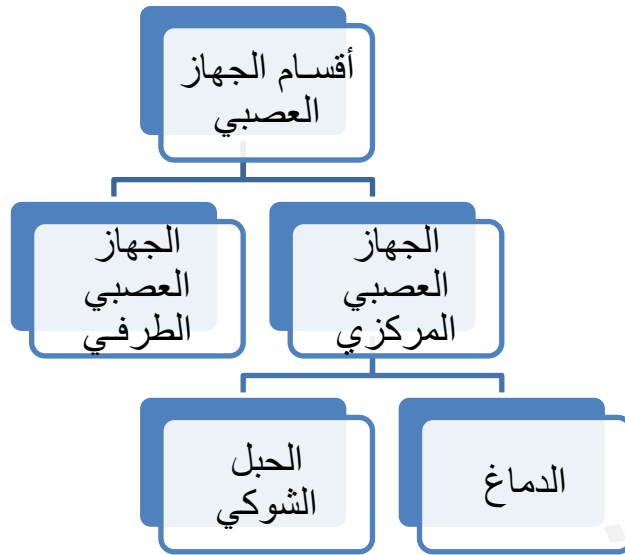 أقسام الجهاز
العصبي
الجهاز
العصبي
المركزي
الجهاز
العصبي
الطرفي
الدماغ
الحبل
الشوكي